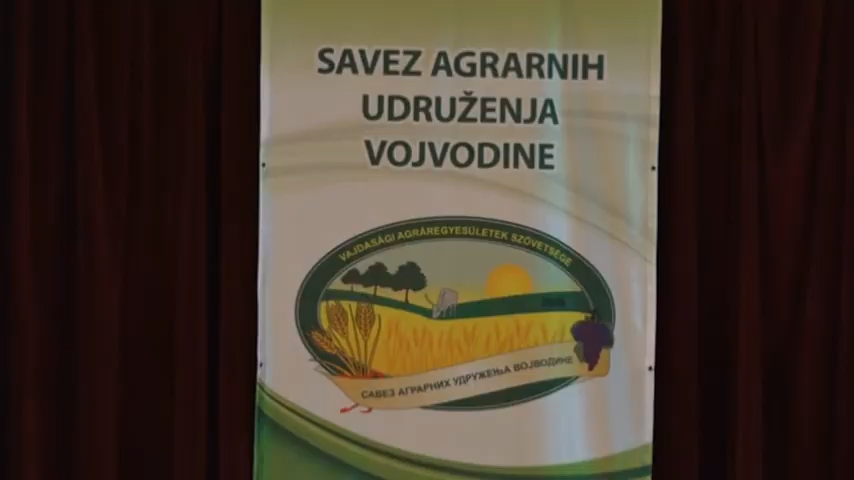 SAVEZ AGRARNIH
UDRUŽENJA
VOJVODINE
VAJDASÁGI AGRÁREGYESÜLETEK SZÖVETSÉGE
САВЕЗ АГРАРНИХ УДРУЖЕЊА ВОЈВОДИНЕ